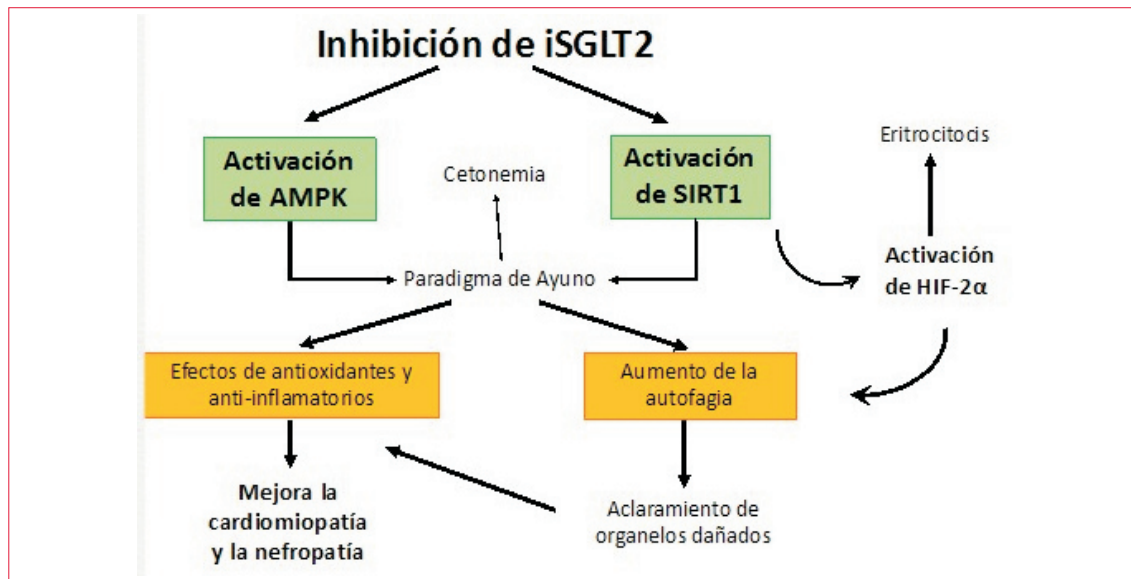 Inhibición de iSGLT2
Activación
de AMPK
Cetonemia
Activación
de SIRT1
Eritrocitocis
Paradigma de Ayuno
Activación
de HIF-2α
Efectos de antioxidantes y
anti-inflamatorios
Aumento de la
autofagia
Mejora la
cardiomiopatía
y la nefropatía
Aclaramiento de
organelos dañados